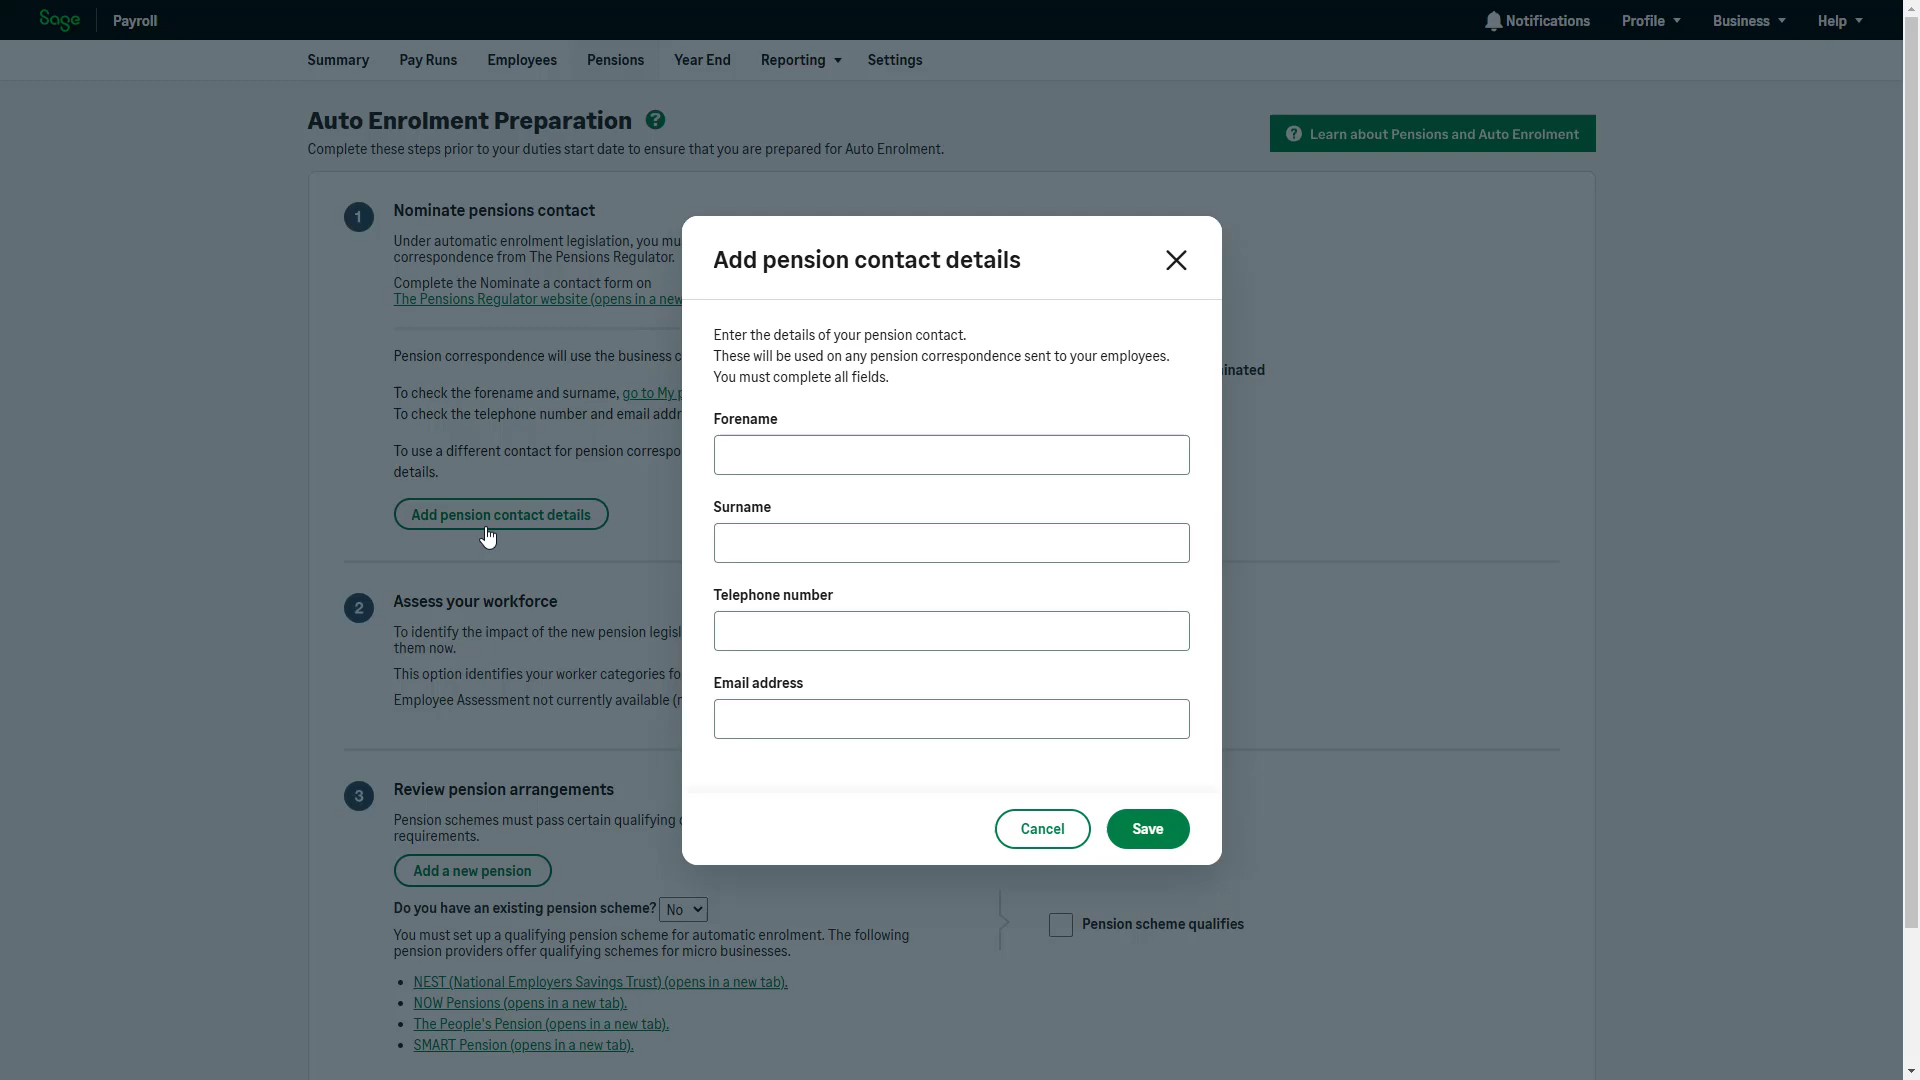 Sage
Payroll
Notifications
Profile
Business
Help
Summary
Pay Runs
Employees
Pensions
Year End
Reporting
Settings
Auto Enrolment Preparation ?
Complete these steps prior to your duties start date to ensure that you are prepared for Auto Enrolment.
? Learn about Pensions and Auto Enrolment
1
Nominate pensions contact
Under automatic enrolment legislation, you mu
correspondence from The Pensions Regulator.
Complete the Nominate a contact form on
The Pensions Regulator website (opens in a new
Pension correspondence will use the business c
inated
To check the forename and surname, go to My p
To check the telephone number and email addr
To use a different contact for pension correspo
details.
Add pension contact details
2
Assess your workforce
To identify the impact of the new pension legisl
them now.
This option identifies your worker categories fo
Employee Assessment not currently available (r
3
Review pension arrangements
Pension schemes must pass certain qualifying
requirements.
Add a new pension
Do you have an existing pension scheme? No
You must set up a qualifying pension scheme for automatic enrolment. The following
pension providers offer qualifying schemes for micro businesses.
• NEST (National Employers Savings Trust) (opens in a new tab).
• NOW Pensions (opens in a new tab).
• The People's Pension (opens in a new tab).
• SMART Pension (opens in a new tab).
Pension scheme qualifies
Add pension contact details
Enter the details of your pension contact.
These will be used on any pension correspondence sent to your employees.
You must complete all fields.
Forename
Surname
Telephone number
Email address
Cancel
Save